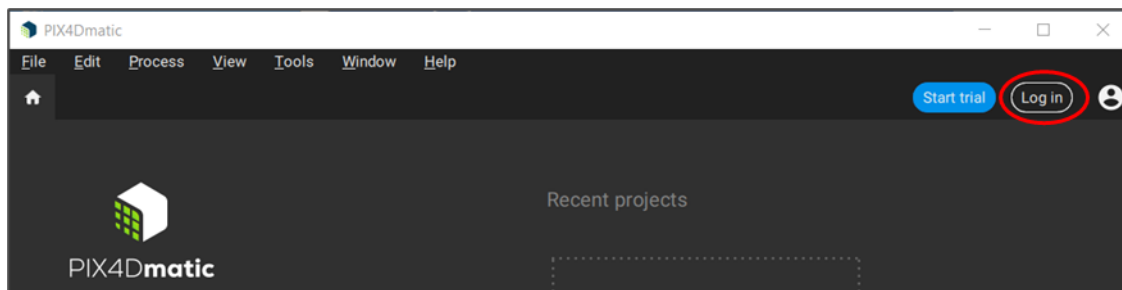 PIX4Dmatic
File Edit Process View Tools Window Help
Start trial Log in
Recent projects
PIX4Dmatic